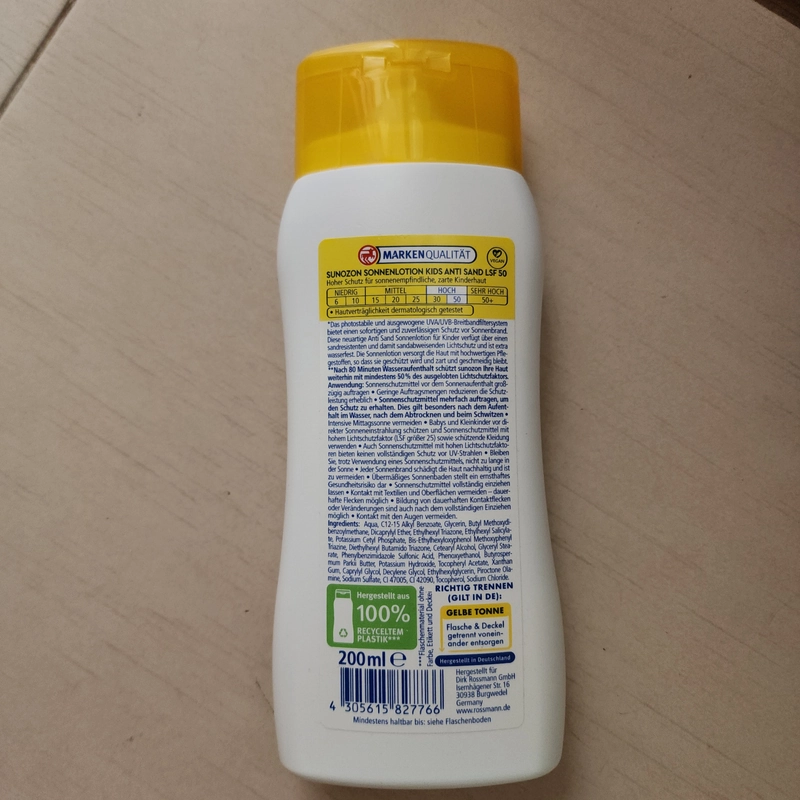 MARKENQUALITÄT
VEGAN
SUNOZON SONNENLOTION KIDS ANTI SAND LSF 50
Hoher Schutz für sonnenempfindliche, zarte Kinderhaut
NIEDRIG MITTEL HOCH SEHR HOCH
6 10 15 20 25 30 50 50+
• Hautverträglichkeit dermatologisch getestet
*Das photostabile und ausgewogene UVA/UVB-Breitbandfiltersystem
bietet einen sofortigen und zuverlässigen Schutz vor Sonnenbrand.
Diese neuartige Anti Sand Sonnenlotion für Kinder verfügt über einen
sandresistenten und damit sandabweisenden Lichtschutz und ist extra
wasserfest. Die Sonnenlotion versorgt die Haut mit hochwertigen Pfle-
gestoffen, so dass sie geschützt wird und zart und geschmeidig bleibt.
**Nach 80 Minuten Wasseraufenthalt schützt sunozon Ihre Haut
weiterhin mit mindestens 50% des ausgelobten Lichtschutzfaktors.
Anwendung: Sonnenschutzmittel vor dem Sonnenaufenthalt groß-
zügig auftragen • Geringe Auftragsmengen reduzieren die Schutz-
leistung erheblich • Sonnenschutzmittel mehrfach auftragen, um
den Schutz zu erhalten. Dies gilt besonders nach dem Aufent-
halt im Wasser, nach dem Abtrocknen und beim Schwitzen •
Intensive Mittagssonne vermeiden • Babys und Kleinkinder vor di-
rekter Sonneneinstrahlung schützen und Sonnenschutzmittel mit
hohem Lichtschutzfaktor (LSF größer 25) sowie schützende Kleidung
verwenden • Auch Sonnenschutzmittel mit hohen Lichtschutzfakto-
ren bieten keinen vollständigen Schutz vor UV-Strahlen • Bleiben
Sie, trotz Verwendung eines Sonnenschutzmittels, nicht zu lange in
der Sonne • Jeder Sonnenbrand schädigt die Haut nachhaltig und ist
zu vermeiden • Übermäßiges Sonnenbaden stellt ein ernsthaftes
Gesundheitsrisiko dar • Sonnenschutzmittel vollständig einziehen
lassen • Kontakt mit Textilien und Oberflächen vermeiden – dauer-
hafte Flecken möglich • Bildung von dauerhaften Kontaktflecken
oder Veränderungen sind auch nach dem vollständigen Einziehen
möglich • Kontakt mit den Augen vermeiden.
Ingredients: Aqua, C12-15 Alkyl Benzoate, Glycerin, Butyl Methoxydi-
benzoylmethane, Dicaprylyl Ether, Ethylhexyl Triazone, Ethylhexyl Salicyla-
te, Potassium Cetyl Phosphate, Bis-Ethylhexyloxyphenol Methoxyphenyl
Triazine, Diethylhexyl Butamido Triazone, Cetearyl Alcohol, Glyceryl Stea-
rate, Phenylbenzimidazole Sulfonic Acid, Phenoxyethanol, Butyrosper-
mum Parkii Butter, Potassium Hydroxide, Tocopheryl Acetate, Xanthan
Gum, Caprylyl Glycol, Decylene Glycol, Ethylhexylglycerin, Piroctone Ola-
mine, Sodium Sulfate, CI 47005, CI 42090, Tocopherol, Sodium Chloride.
Hergestellt aus
100%
RECYCELTEM
PLASTIK***
***Flaschenmaterial ohne
Farbe, Etikett und Deckel
RICHTIG TRENNEN
(GILT IN DE):
GELBE TONNE
Flasche & Deckel
getrennt vonein-
ander entsorgen
Hergestellt in Deutschland
200 ml ℮
4 305615 827766
Hergestellt für
Dirk Rossmann GmbH
Isernhägener Str. 16
30938 Burgwedel
Germany
www.rossmann.de
Mindestens haltbar bis: siehe Flaschenboden